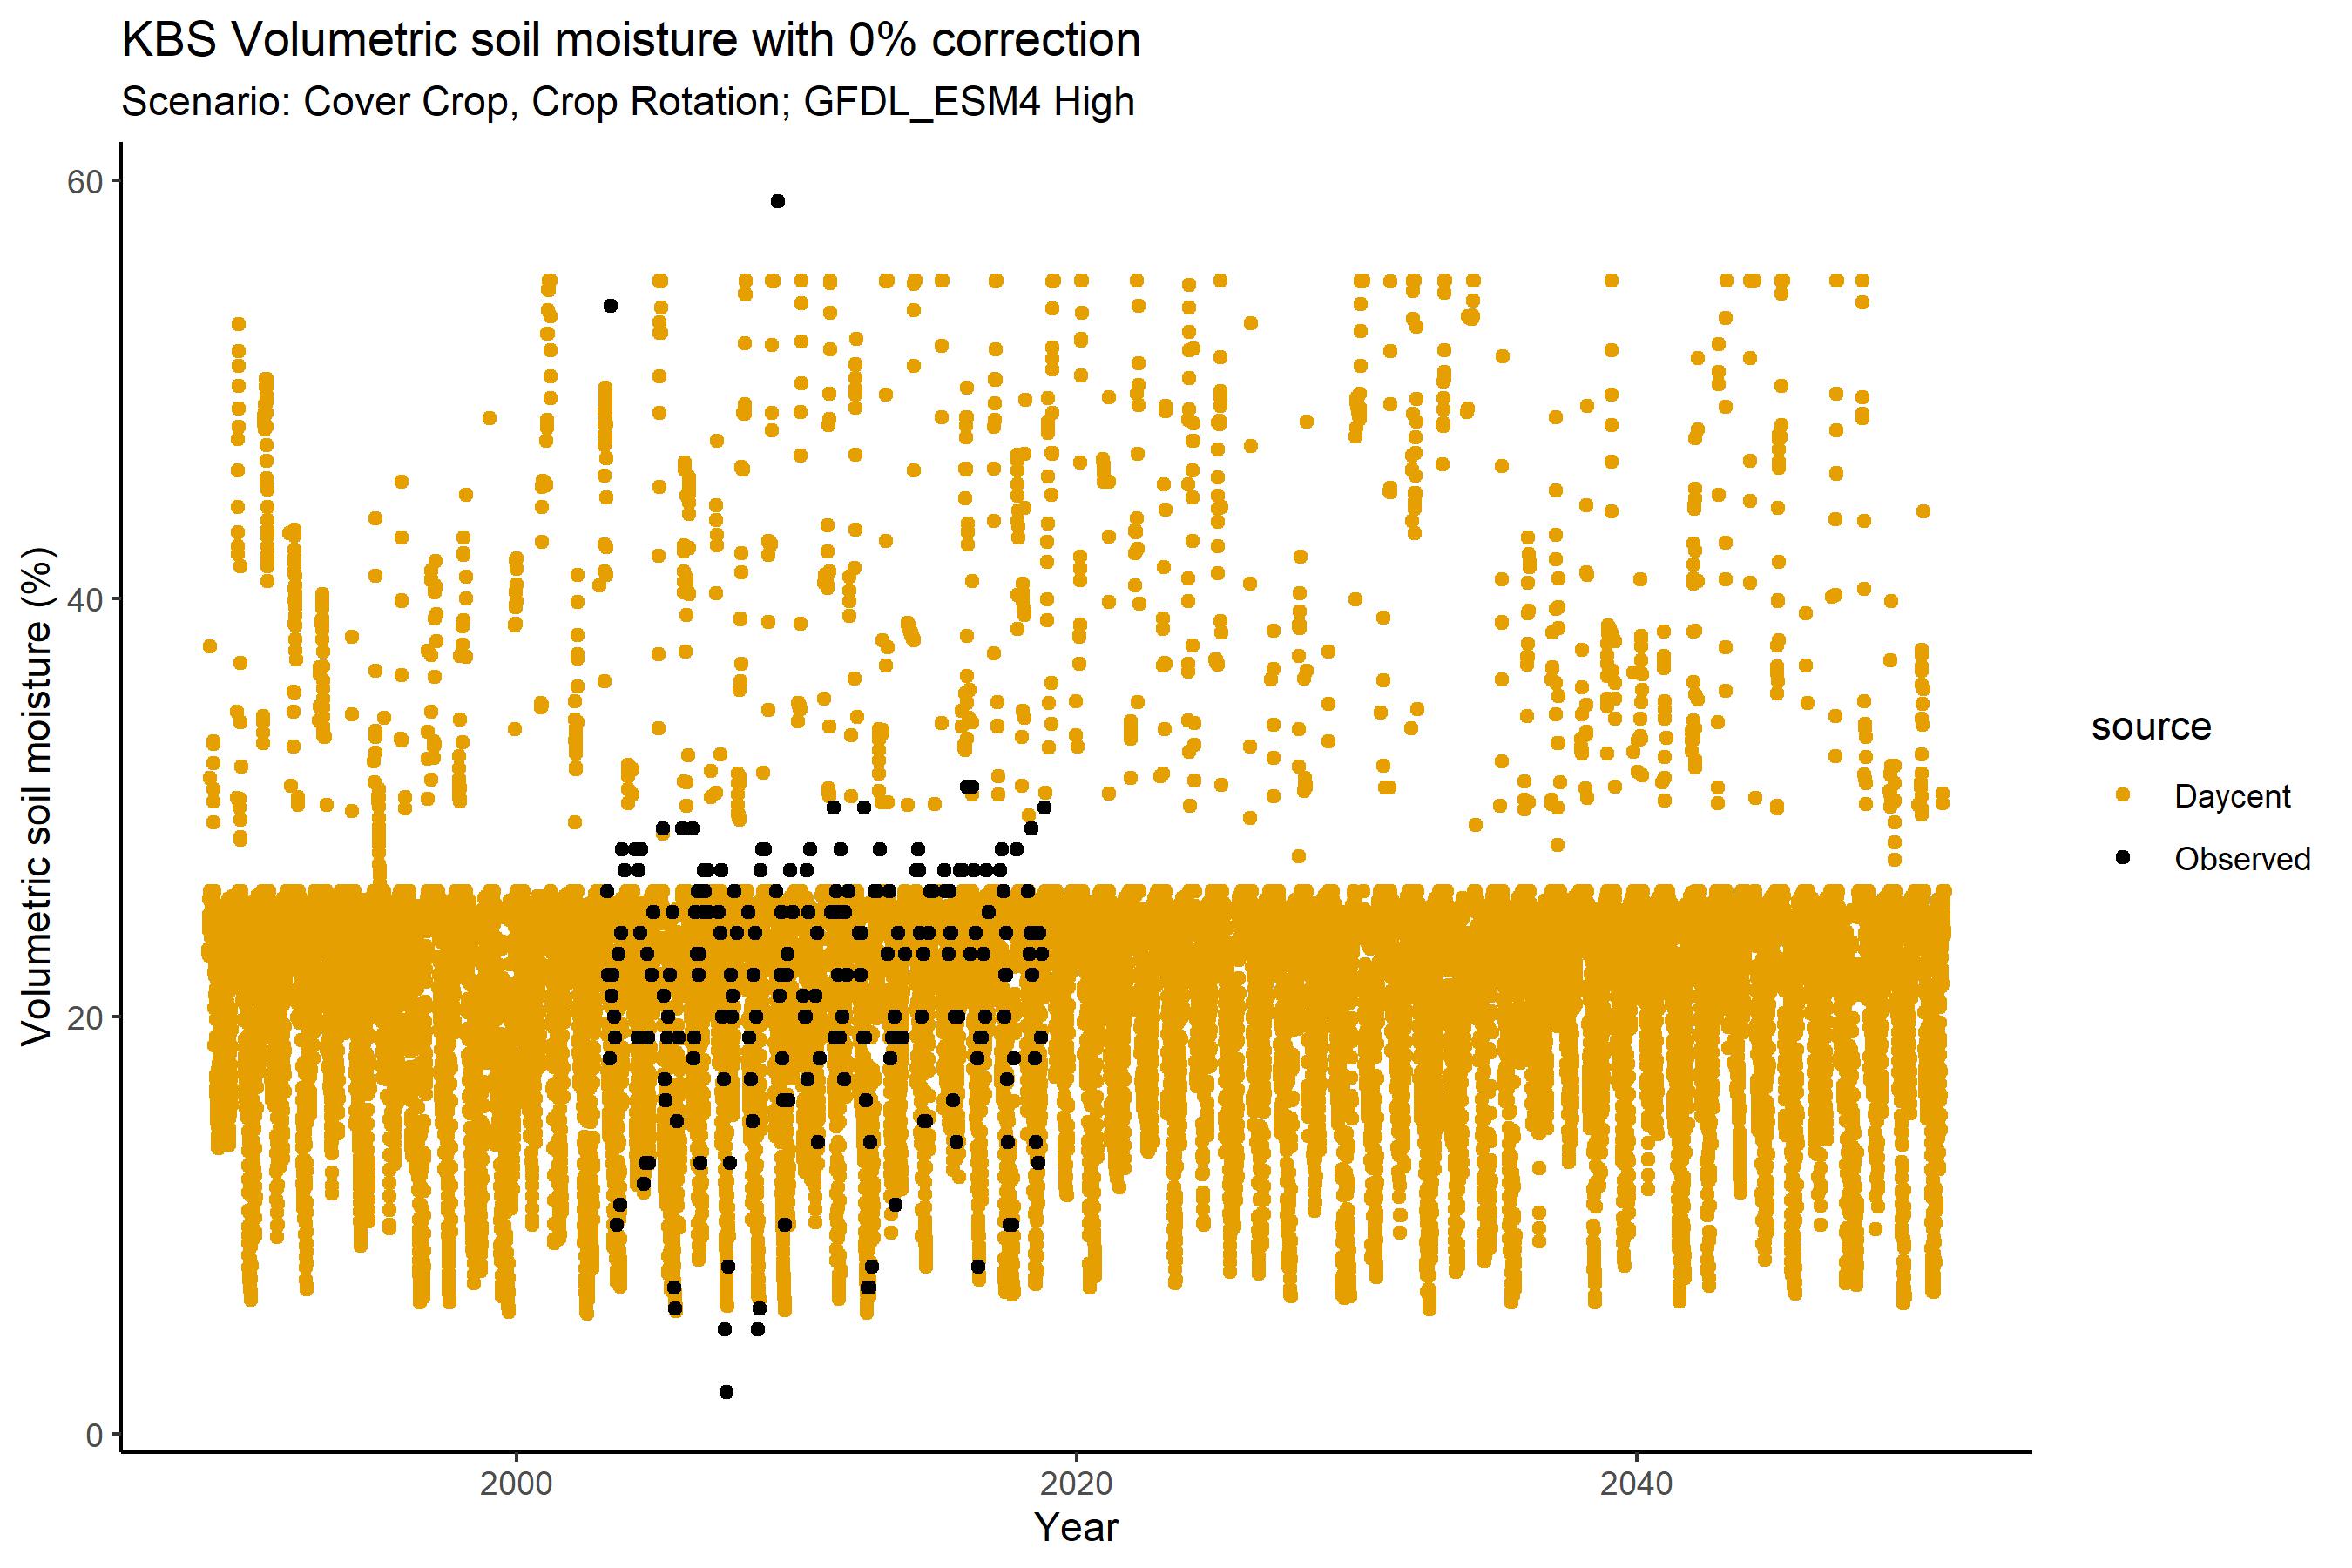 KBS Volumetric soil moisture with 0% correction
Scenario: Cover Crop, Crop Rotation; GFDL_ESM4 High
Volumetric soil moisture (%)
60
40
20
0
2000
2020
2040
Year
source
Daycent
Observed